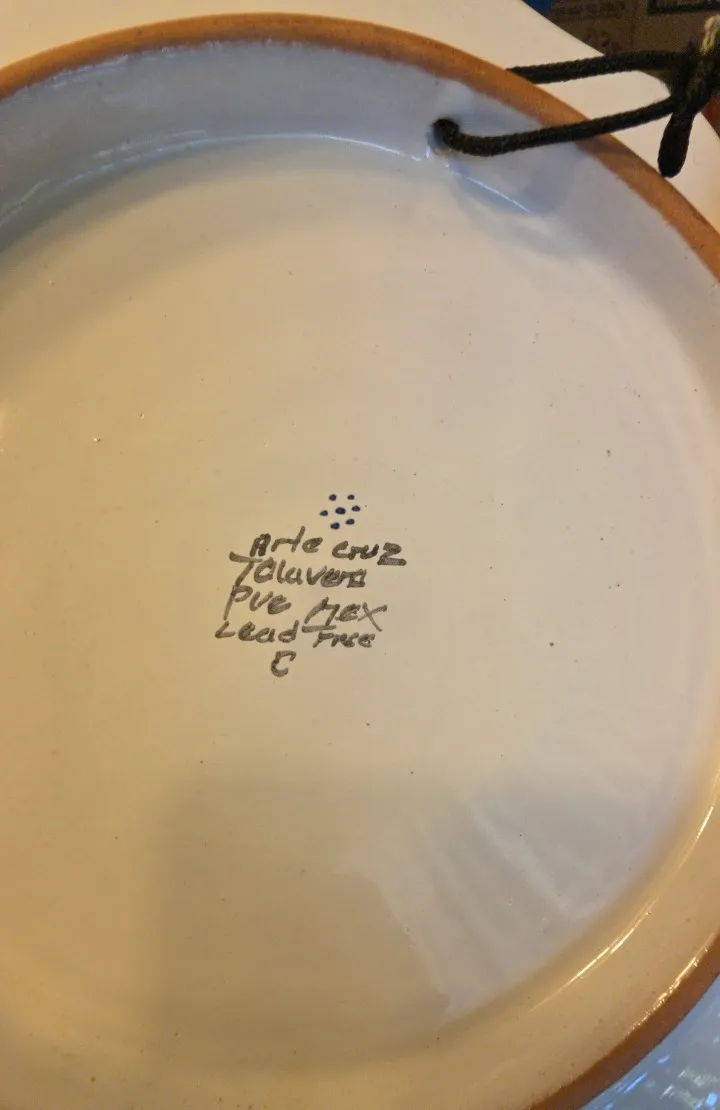 Arte Cruz
Talavera
PUE MEX
Lead Free
C